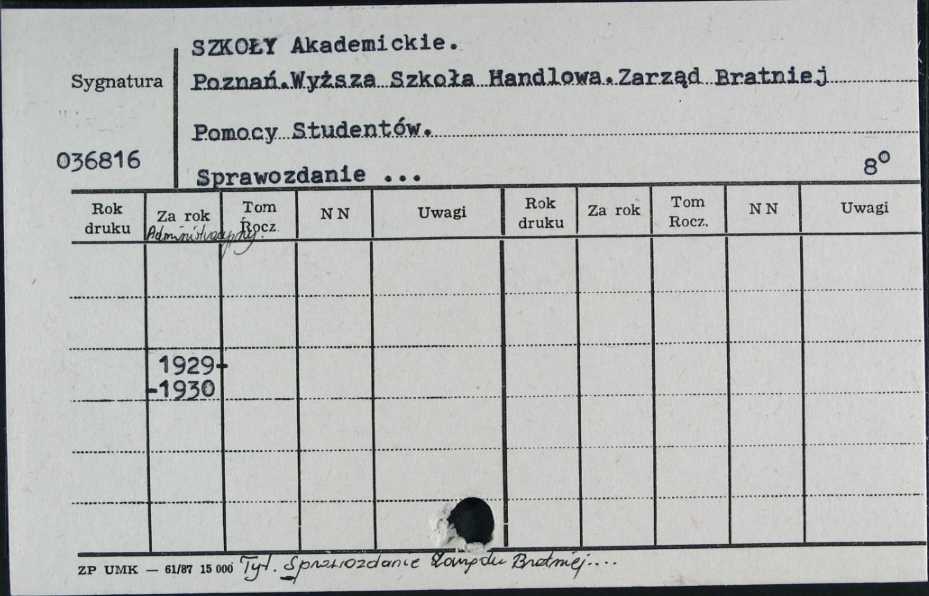 SZKOŁY Akademickie.
Sygnatura
Poznań.Wyższa Szkoła Handlowa.Zarząd Bratniej
Pomocy Studentów.
036816
Sprawozdanie ...
8°
Rok druku
Za rok
Tom Rocz.
N N
Uwagi
Rok druku
Za rok
Tom Rocz.
N N
Uwagi
Administracyjny.
1929-
-1930
ZP UMK — 61/87 15 000
Tyt. Sprawozdanie Zarządu Bratniej....